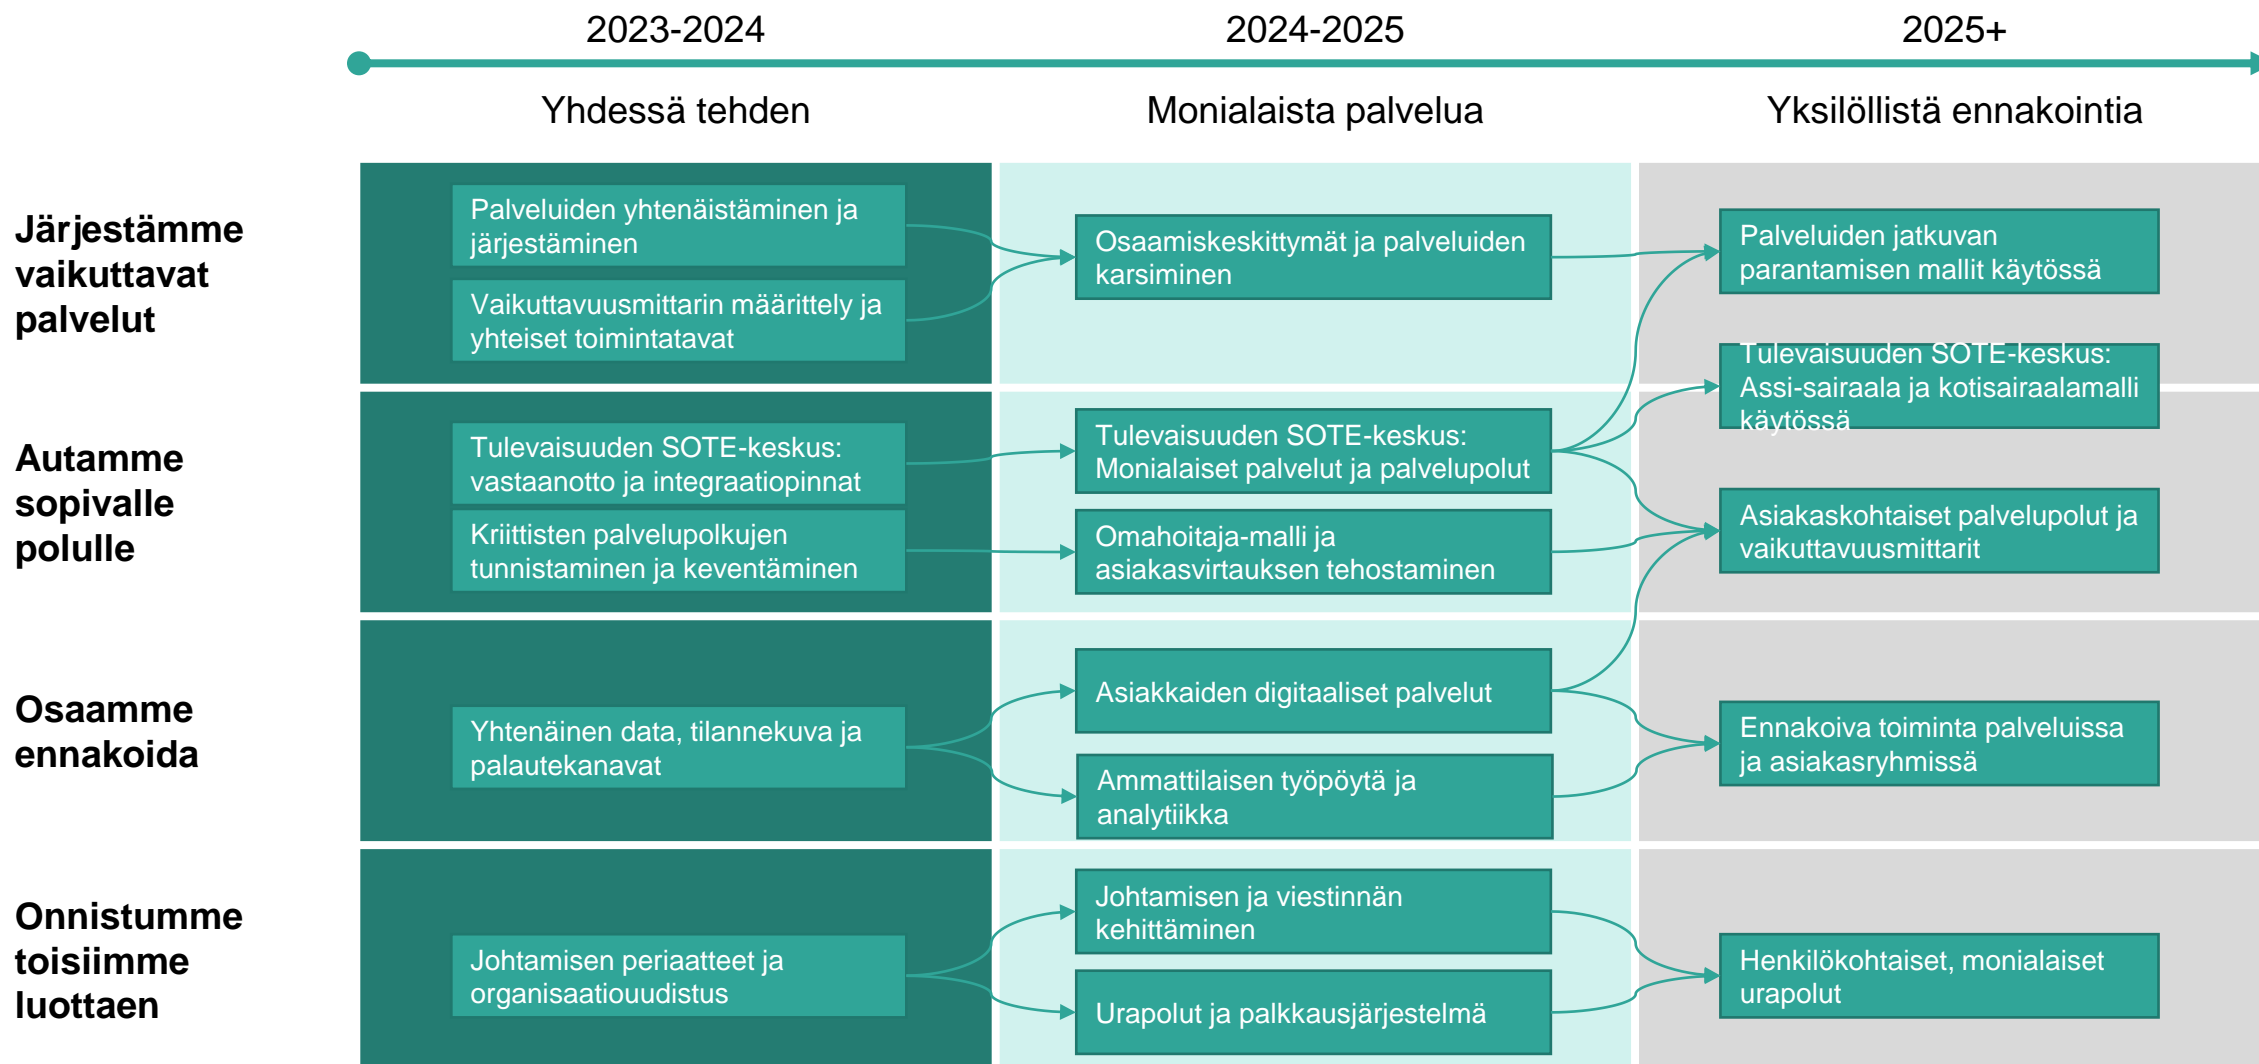 2023-2024
2024-2025
2025+
Yhdessä tehden
Monialaista palvelua
Yksilöllistä ennakointia
Järjestämme
vaikuttavat
palvelut
Palveluiden yhtenäistäminen ja
järjestäminen
Vaikuttavuusmittarin määrittely ja
yhteiset toimintatavat
Osaamiskeskittymät ja palveluiden
karsiminen
Palveluiden jatkuvan
parantamisen mallit käytössä
Tulevaisuuden SOTE-keskus:
Assi-sairaala ja kotisairaalamalli
käytössä
Autamme
sopivalle
polulle
Tulevaisuuden SOTE-keskus:
vastaanotto ja integraatiopinnat
Kriittisten palvelupolkujen
tunnistaminen ja keventäminen
Tulevaisuuden SOTE-keskus:
Monialaiset palvelut ja palvelupolut
Omahoitaja-malli ja
asiakasvirtauksen tehostaminen
Asiakaskohtaiset palvelupolut ja
vaikuttavuusmittarit
Osaamme
ennakoida
Yhtenäinen data, tilannekuva ja
palautekanavat
Asiakkaiden digitaaliset palvelut
Ammattilaisen työpöytä ja
analytiikka
Ennakoiva toiminta palveluissa
ja asiakasryhmissä
Onnistumme
toisiimme
luottaen
Johtamisen periaatteet ja
organisaatiouudistus
Johtamisen ja viestinnän
kehittäminen
Urapolut ja palkkausjärjestelmä
Henkilökohtaiset, monialaiset
urapolut